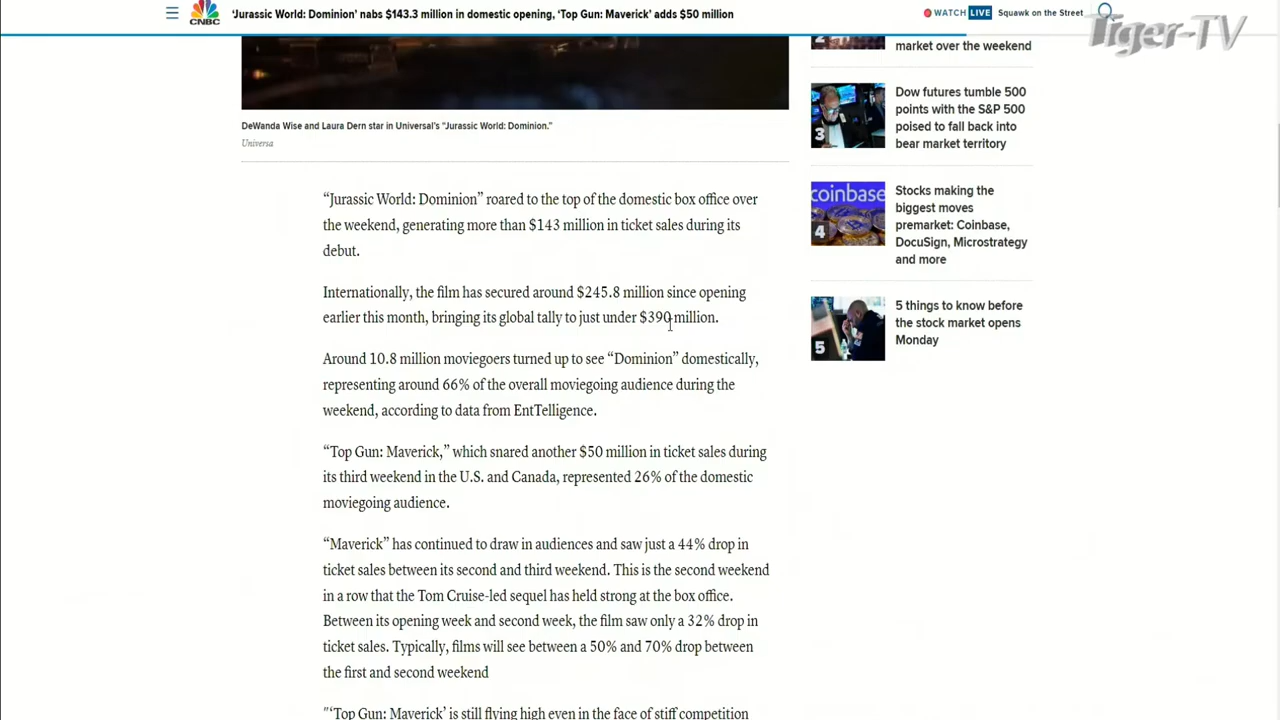 CNBC
'Jurassic World: Dominion' nabs $143.3 million in domestic opening, 'Top Gun: Maverick' adds $50 million
WATCH LIVE Squawk on the Street
Tiger-TV
DeWanda Wise and Laura Dern star in Universal's "Jurassic World: Dominion."
Universa
“Jurassic World: Dominion” roared to the top of the domestic box office over
the weekend, generating more than $143 million in ticket sales during its
debut.
Internationally, the film has secured around $245.8 million since opening
earlier this month, bringing its global tally to just under $390 million.
Around 10.8 million moviegoers turned up to see “Dominion” domestically,
representing around 66% of the overall moviegoing audience during the
weekend, according to data from EntTelligence.
“Top Gun: Maverick,” which snared another $50 million in ticket sales during
its third weekend in the U.S. and Canada, represented 26% of the domestic
moviegoing audience.
“Maverick” has continued to draw in audiences and saw just a 44% drop in
ticket sales between its second and third weekend. This is the second weekend
in a row that the Tom Cruise-led sequel has held strong at the box office.
Between its opening week and second week, the film saw only a 32% drop in
ticket sales. Typically, films will see between a 50% and 70% drop between
the first and second weekend
"‘Top Gun: Maverick’ is still flying high even in the face of stiff competition
2
market over the weekend
3
Dow futures tumble 500
points with the S&P 500
poised to fall back into
bear market territory
coinbase
4
Stocks making the
biggest moves
premarket: Coinbase,
DocuSign, Microstrategy
and more
5
5 things to know before
the stock market opens
Monday